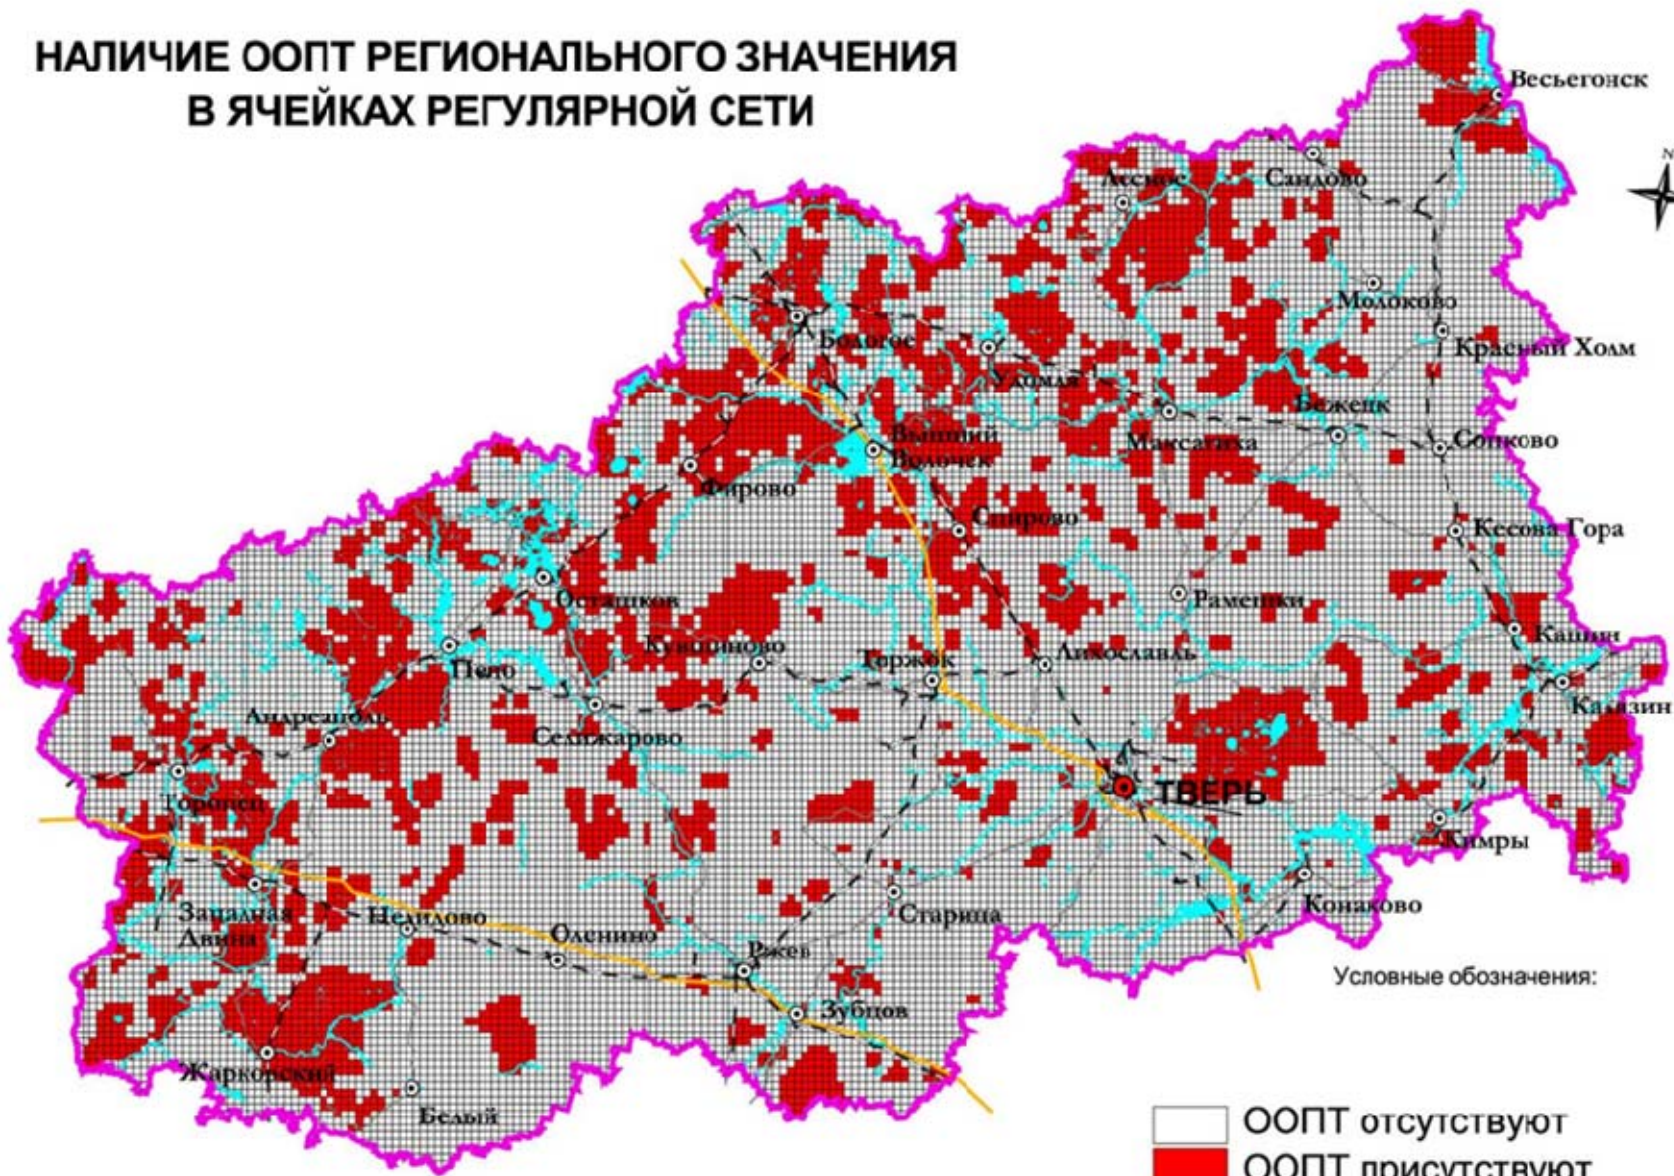 НАЛИЧИЕ ООПТ РЕГИОНАЛЬНОГО ЗНАЧЕНИЯ
В ЯЧЕЙКАХ РЕГУЛЯРНОЙ СЕТИ
Весьегонск
N
Лесное
Сандово
Молоково
Бологое
Красный Холм
Удомля
Бежецк
Максатиха
Вышний
Волочек
Сонково
Фирово
Спирово
Кесова Гора
Осташков
Рамешки
Кашин
Кувшиново
Торжок
Лихославль
Пено
Калязин
Андреаполь
Селижарово
ТВЕРЬ
Торопец
Кимры
Западная
Двина
Нелидово
Старица
Конаково
Оленино
Ржев
Условные обозначения:
Зубцов
Жарковский
Белый
ООПТ отсутствуют
ООПТ присутствуют